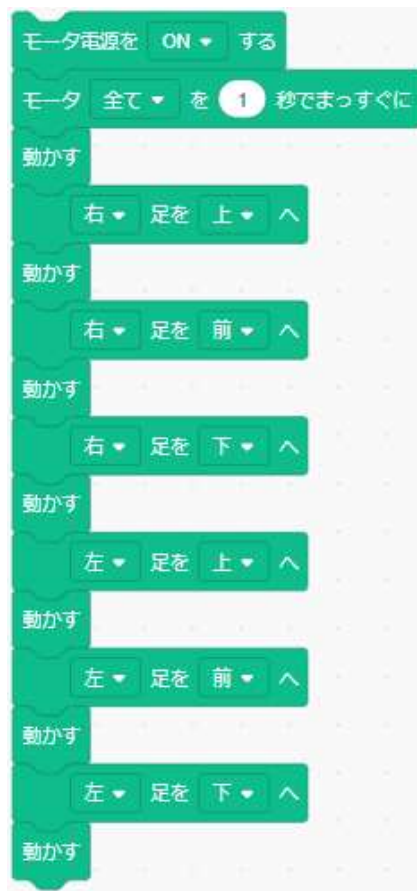 モータ電源を ON する
モータ 全て を 1 秒でまっすぐに
動かす
右 足を 上 へ
動かす
右 足を 前 へ
動かす
右 足を 下 へ
動かす
左 足を 上 へ
動かす
左 足を 前 へ
動かす
左 足を 下 へ
動かす